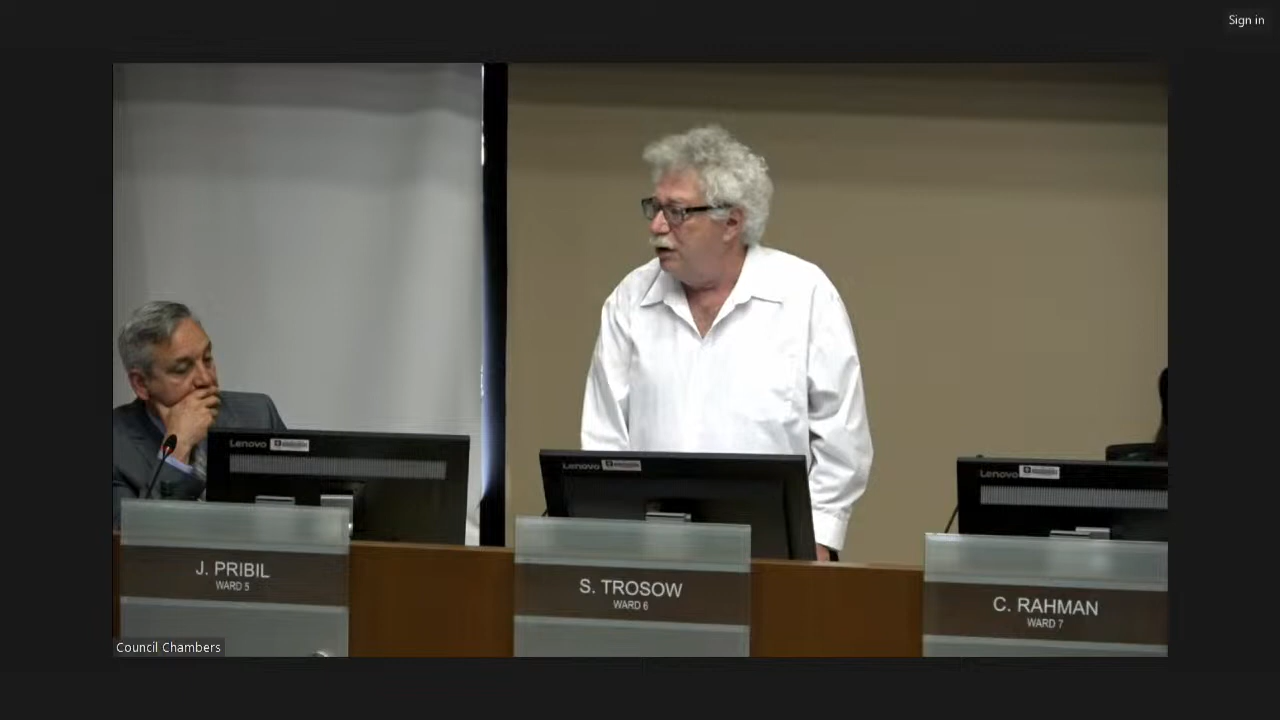 Sign in
Lenovo
Lenovo
Lenovo
J. PRIBIL
WARD 5
S. TROSOW
WARD 6
C. RAHMAN
WARD 7
Council Chambers